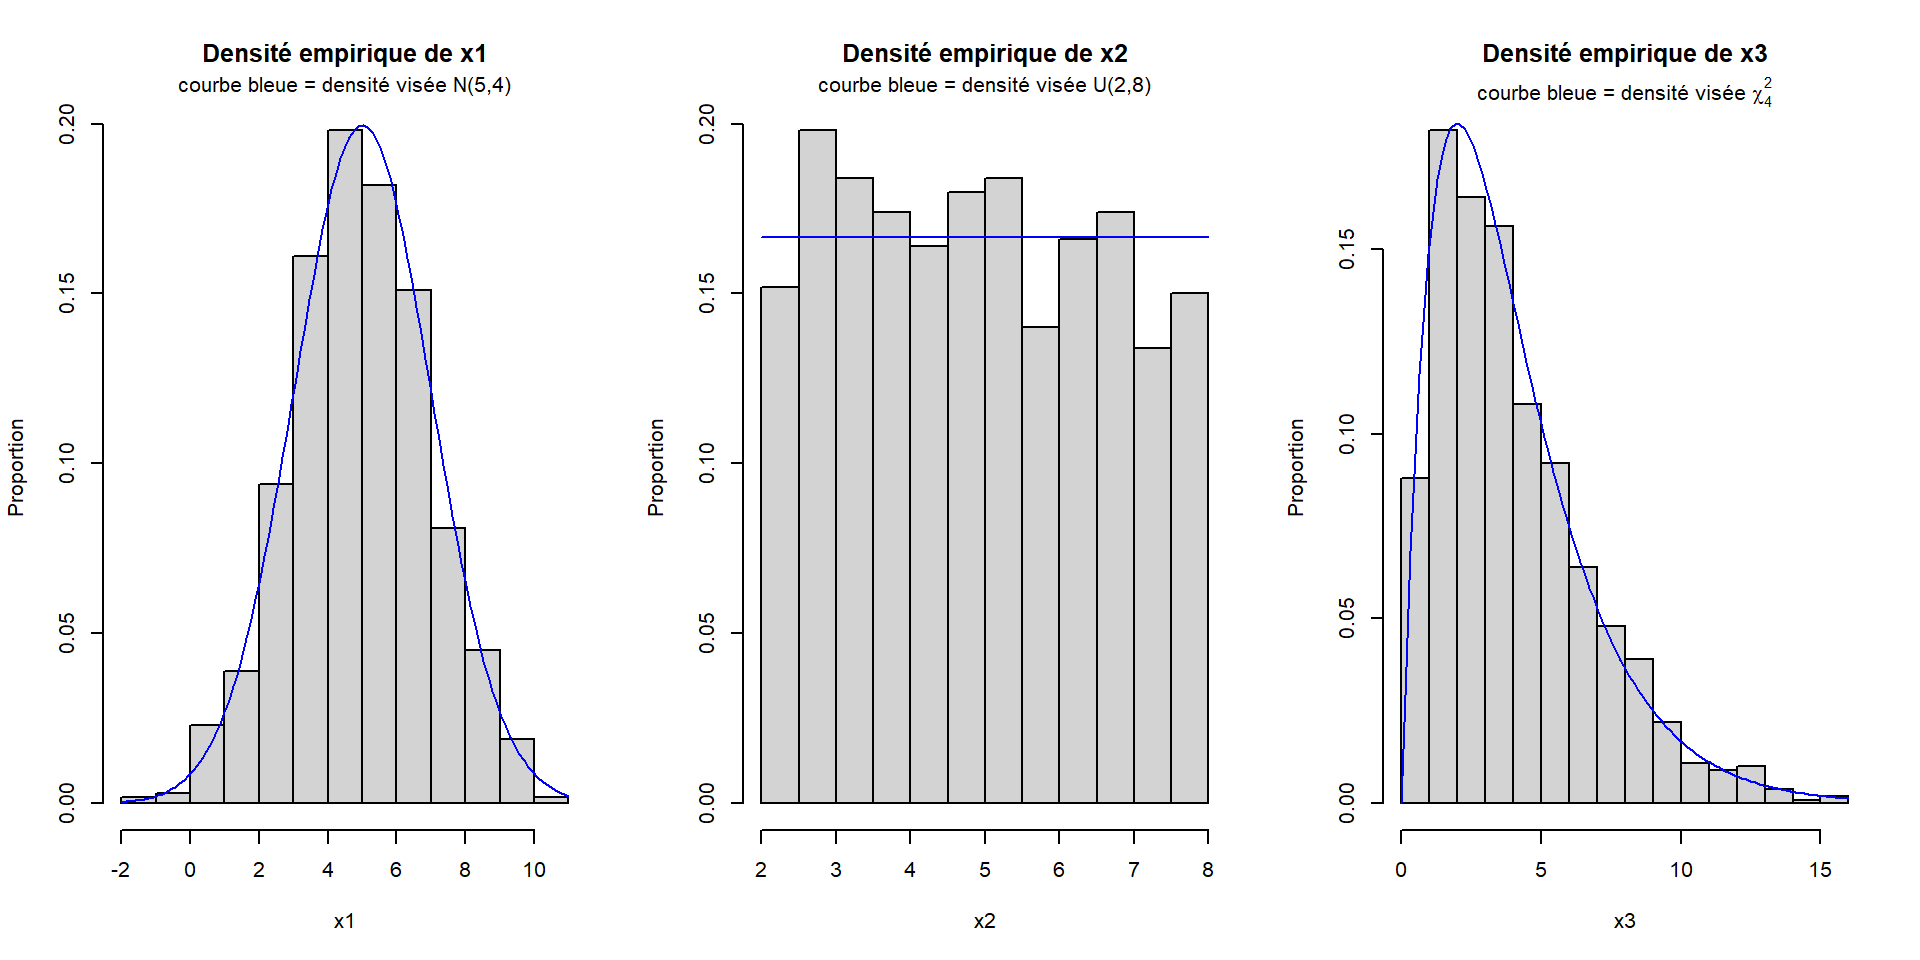 Densité empirique de x1
courbe bleue = densité visée N(5,4)
Proportion
0.00
0.05
0.10
0.15
0.20
-2 0 2 4 6 8 10
x1
Densité empirique de x2
courbe bleue = densité visée U(2,8)
Proportion
0.00
0.05
0.10
0.15
0.20
2 3 4 5 6 7 8
x2
Densité empirique de x3
courbe bleue = densité visée χ²₄
Proportion
0.00
0.05
0.10
0.15
0 5 10 15
x3